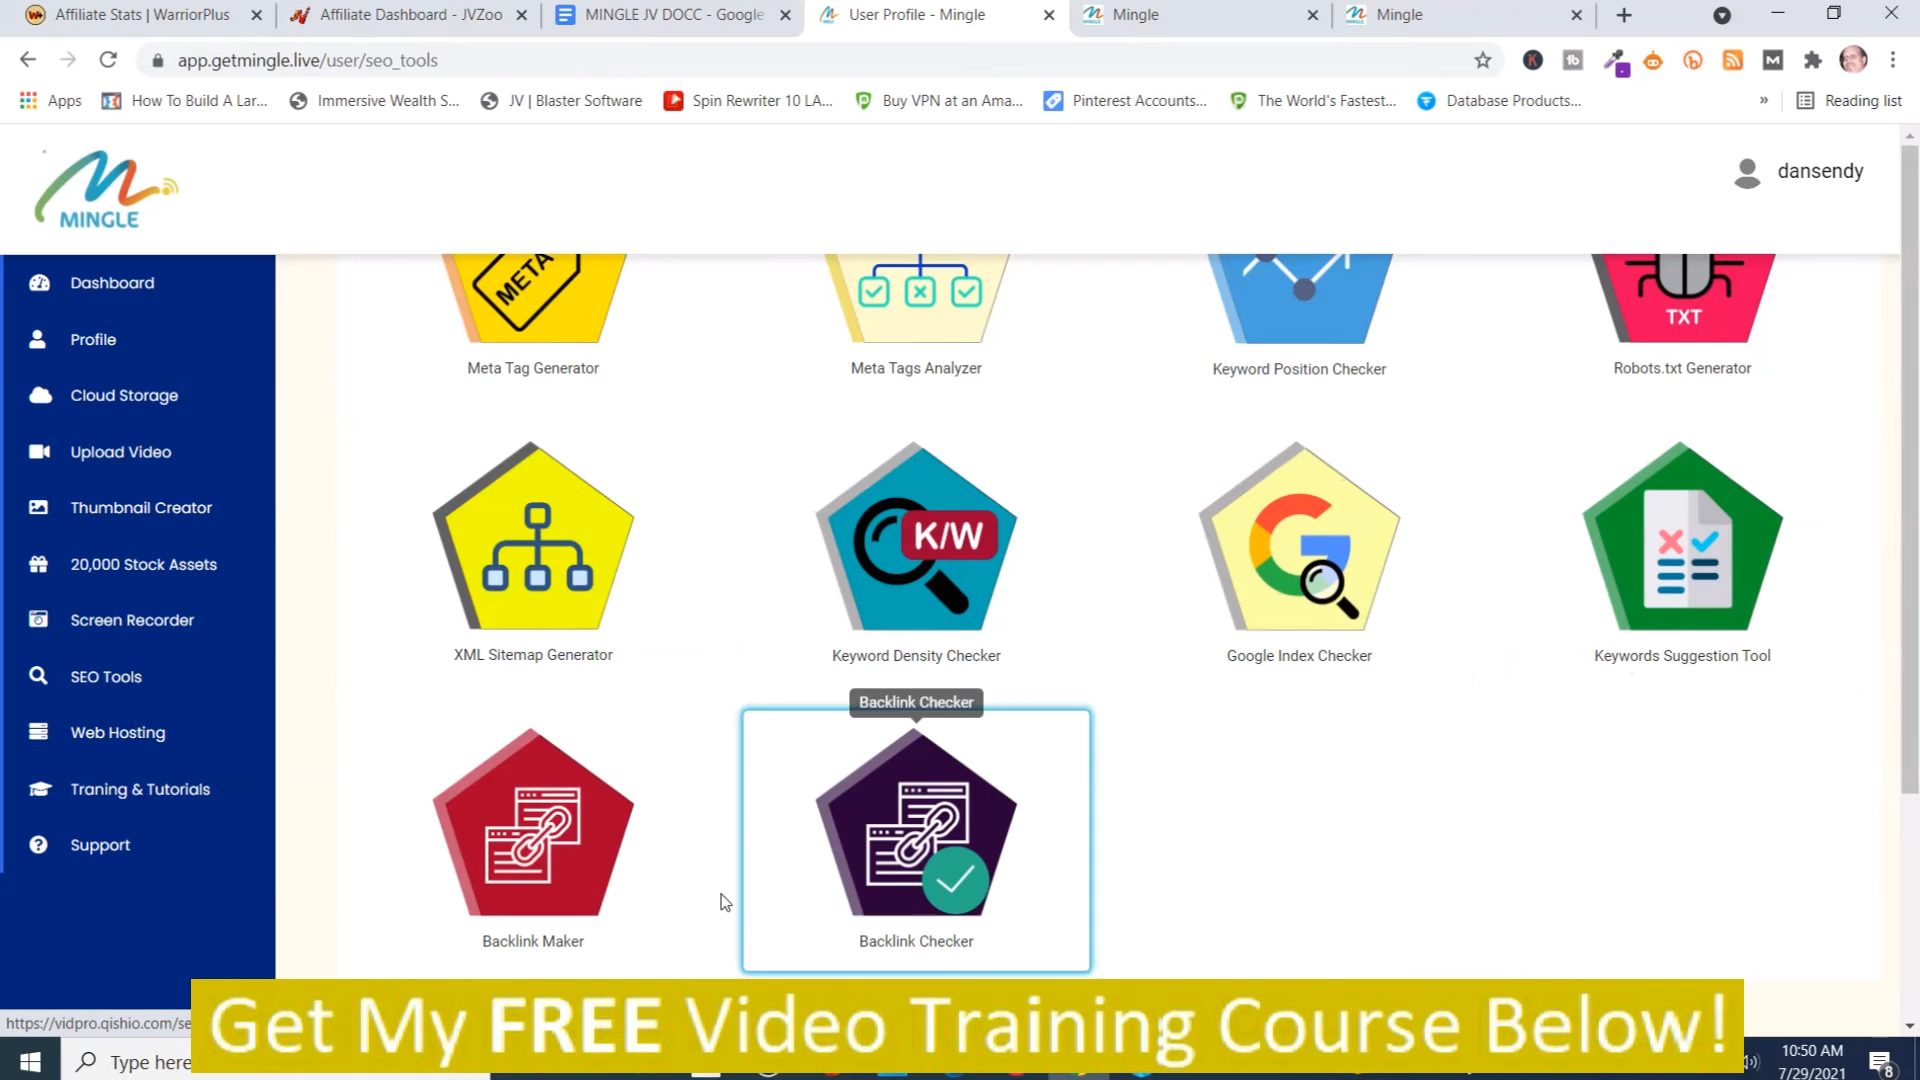 Affiliate Stats | WarriorPlus
Affiliate Dashboard - JVZoo
MINGLE JV DOCC - Google
User Profile - Mingle
Mingle
Mingle
app.getmingle.live/user/seo_tools
Apps
How To Build A Lar...
Immersive Wealth S...
JV | Blaster Software
Spin Rewriter 10 LA...
Buy VPN at an Ama...
Pinterest Accounts...
The World's Fastest...
Database Products...
»
Reading list
MINGLE
dansendy
Dashboard
Profile
Cloud Storage
Upload Video
Thumbnail Creator
20,000 Stock Assets
Screen Recorder
SEO Tools
Web Hosting
Traning & Tutorials
Support
META
TXT
Meta Tag Generator
Meta Tags Analyzer
Keyword Position Checker
Robots.txt Generator
K/W
XML Sitemap Generator
Keyword Density Checker
Google Index Checker
Keywords Suggestion Tool
Backlink Checker
Backlink Maker
Backlink Checker
https://vidpro.qishio.com/se
Get My FREE Video Training Course Below!
Type here
10:50 AM
7/29/2021
8